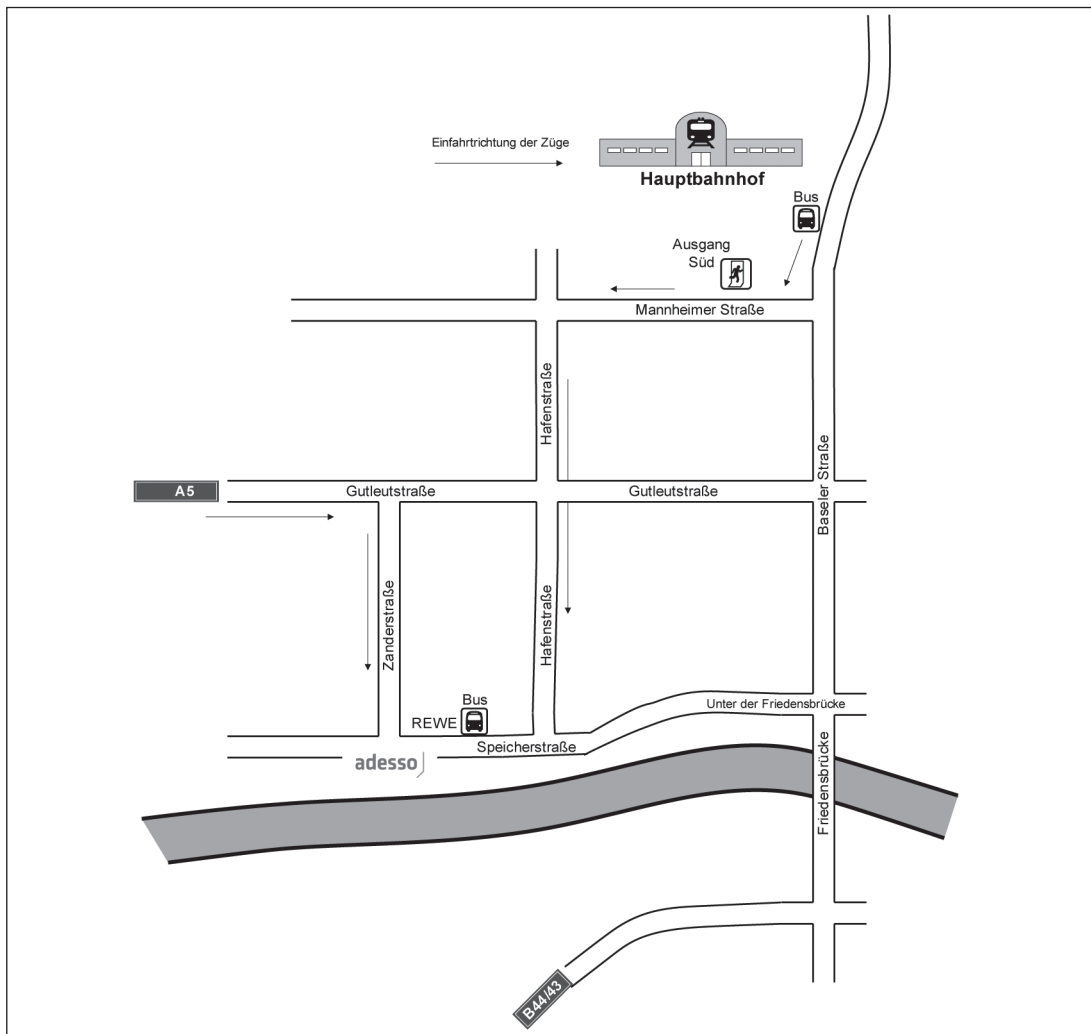 Einfahrtrichtung der Züge
Hauptbahnhof
Bus
Ausgang
Süd
Mannheimer Straße
Hafenstraße
Baseler Straße
A5
Gutleutstraße
Gutleutstraße
Zanderstraße
Hafenstraße
Bus
REWE
Unter der Friedensbrücke
Speicherstraße
adesso
Friedensbrücke
B44/43